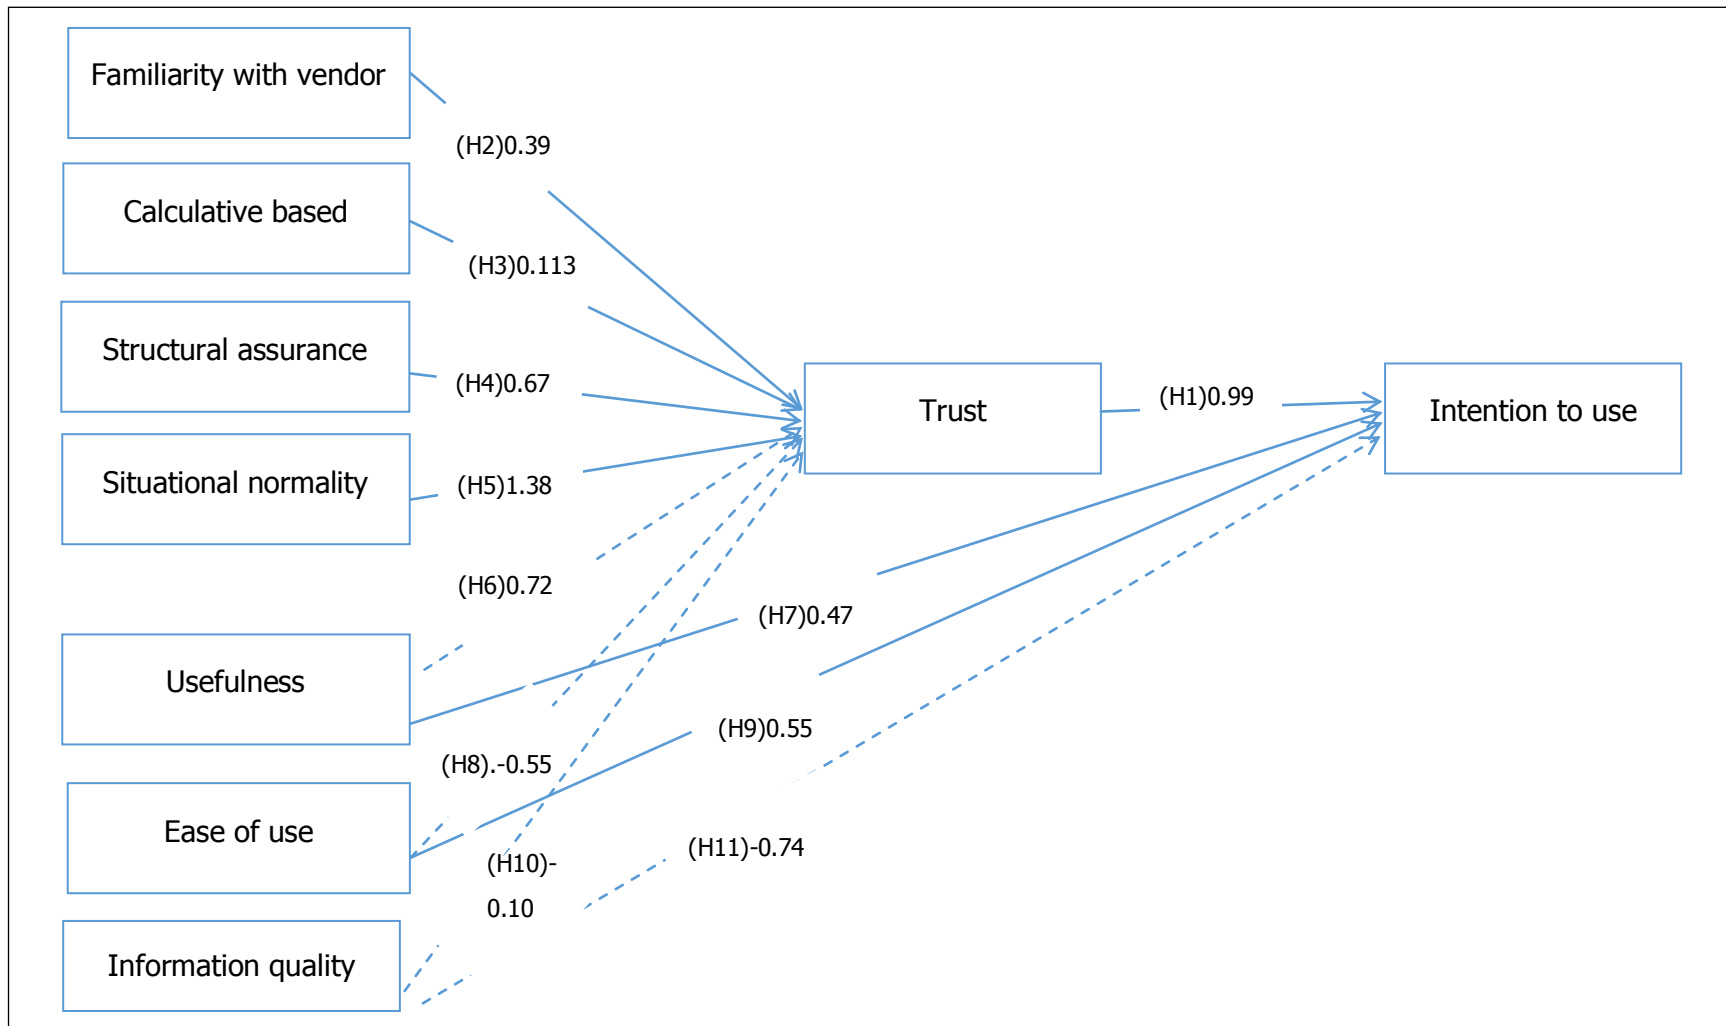 Familiarity with vendor
(H2)0.39
Calculative based
(H3)0.113
Structural assurance
(H4)0.67
Trust
(H1)0.99
Intention to use
Situational normality
(H5)1.38
(H6)0.72
(H7)0.47
Usefulness
(H9)0.55
(H8).-0.55
Ease of use
(H11)-0.74
(H10)-
0.10
Information quality